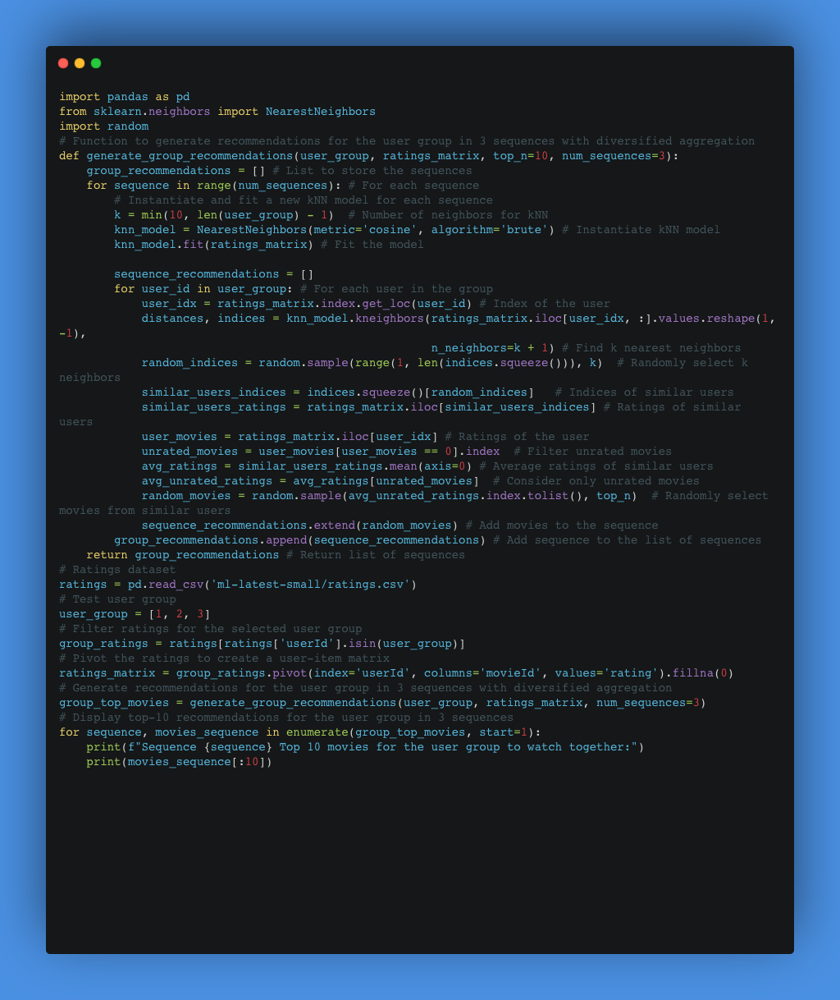 import pandas as pd
from sklearn.neighbors import NearestNeighbors
import random
# Function to generate recommendations for the user group in 3 sequences with diversified aggregation
def generate_group_recommendations(user_group, ratings_matrix, top_n=10, num_sequences=3):
    group_recommendations = [] # List to store the sequences
    for sequence in range(num_sequences): # For each sequence
        # Instantiate and fit a new kNN model for each sequence
        k = min(10, len(user_group) - 1)  # Number of neighbors for kNN
        knn_model = NearestNeighbors(metric='cosine', algorithm='brute') # Instantiate kNN model
        knn_model.fit(ratings_matrix) # Fit the model

        sequence_recommendations = []
        for user_id in user_group: # For each user in the group
            user_idx = ratings_matrix.index.get_loc(user_id) # Index of the user
            distances, indices = knn_model.kneighbors(ratings_matrix.iloc[user_idx, :].values.reshape(1,
-1),
                                                      n_neighbors=k + 1) # Find k nearest neighbors
            random_indices = random.sample(range(1, len(indices.squeeze())), k)  # Randomly select k
neighbors
            similar_users_indices = indices.squeeze()[random_indices]   # Indices of similar users
            similar_users_ratings = ratings_matrix.iloc[similar_users_indices] # Ratings of similar
users
            user_movies = ratings_matrix.iloc[user_idx] # Ratings of the user
            unrated_movies = user_movies[user_movies == 0].index  # Filter unrated movies
            avg_ratings = similar_users_ratings.mean(axis=0) # Average ratings of similar users
            avg_unrated_ratings = avg_ratings[unrated_movies]  # Consider only unrated movies
            random_movies = random.sample(avg_unrated_ratings.index.tolist(), top_n)  # Randomly select
movies from similar users
            sequence_recommendations.extend(random_movies) # Add movies to the sequence
        group_recommendations.append(sequence_recommendations) # Add sequence to the list of sequences
    return group_recommendations # Return list of sequences
# Ratings dataset
ratings = pd.read_csv('ml-latest-small/ratings.csv')
# Test user group
user_group = [1, 2, 3]
# Filter ratings for the selected user group
group_ratings = ratings[ratings['userId'].isin(user_group)]
# Pivot the ratings to create a user-item matrix
ratings_matrix = group_ratings.pivot(index='userId', columns='movieId', values='rating').fillna(0)
# Generate recommendations for the user group in 3 sequences with diversified aggregation
group_top_movies = generate_group_recommendations(user_group, ratings_matrix, num_sequences=3)
# Display top-10 recommendations for the user group in 3 sequences
for sequence, movies_sequence in enumerate(group_top_movies, start=1):
    print(f"Sequence {sequence} Top 10 movies for the user group to watch together:")
    print(movies_sequence[:10])